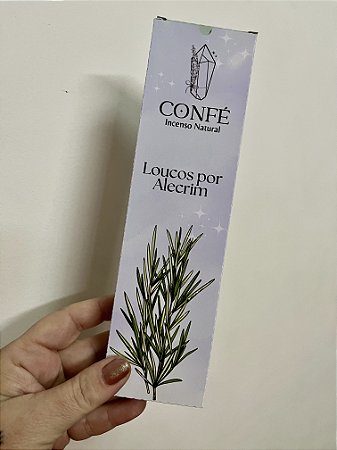 CONFÉ
Incenso Natural
Loucos por
Alecrim